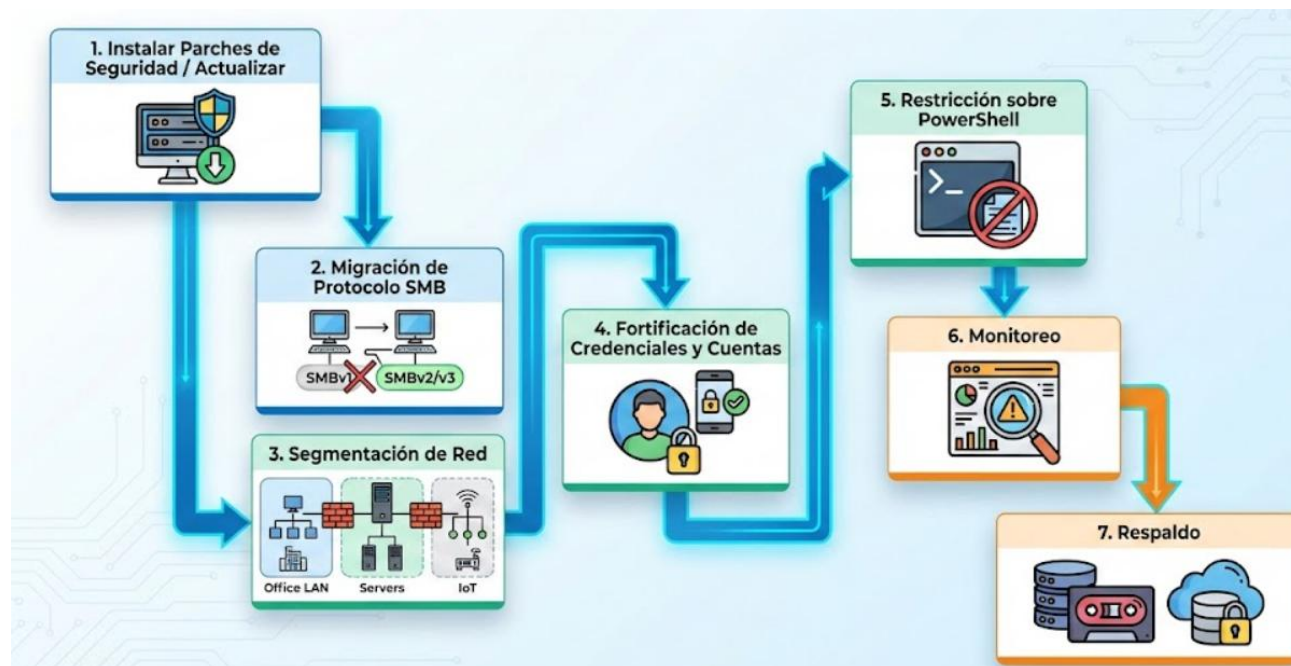 1. Instalar Parches de
Seguridad / Actualizar
2. Migración de
Protocolo SMB
SMBv1
SMBv2/v3
3. Segmentación de Red
Office LAN
Servers
IoT
4. Fortificación de
Credenciales y Cuentas
5. Restricción sobre
PowerShell
6. Monitoreo
7. Respaldo